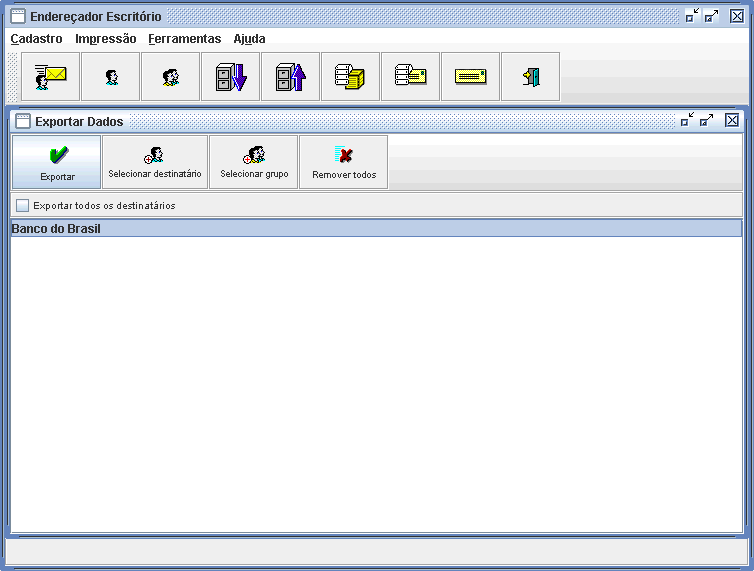 Endereçador Escritório
Cadastro Impressão Ferramentas Ajuda
Exportar Dados
Exportar Selecionar destinatário Selecionar grupo Remover todos
Exportar todos os destinatários
Banco do Brasil